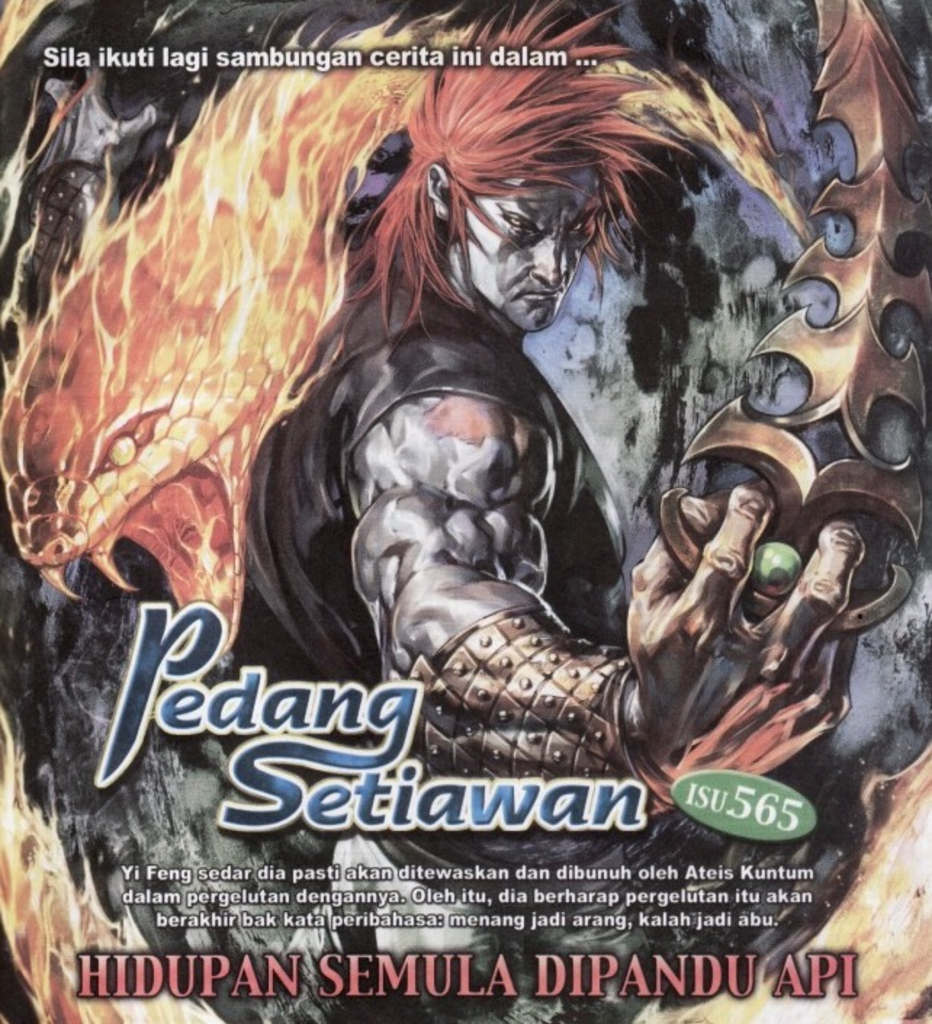 Sila ikuti lagi sambungan cerita ini dalam ...
Pedang
Setiawan
ISU.565
Yi Feng sedar dia pasti akan ditewaskan dan dibunuh oleh Ateis Kuntum
dalam pergelutan dengannya. Oleh itu, dia berharap pergelutan itu akan
berakhir bak kata peribahasa: menang jadi arang, kalah jadi abu.
HIDUPAN SEMULA DIPANDU API